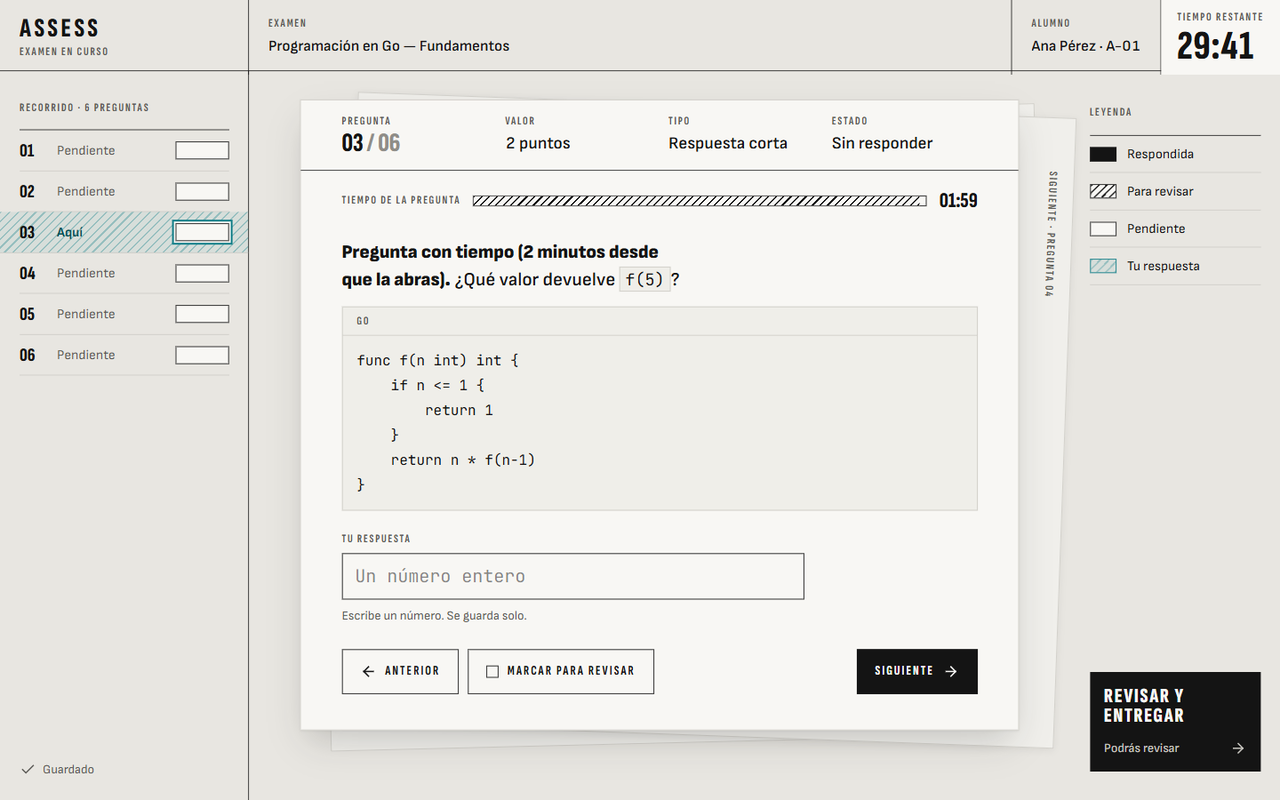 ASSESS
EXAMEN EN CURSO
EXAMEN
Programación en Go — Fundamentos
ALUMNO
Ana Pérez · A-01
TIEMPO RESTANTE
29:41
RECORRIDO · 6 PREGUNTAS
01 Pendiente
02 Pendiente
03 Aquí
04 Pendiente
05 Pendiente
06 Pendiente
Guardado
PREGUNTA
03 / 06
VALOR
2 puntos
TIPO
Respuesta corta
ESTADO
Sin responder
TIEMPO DE LA PREGUNTA
01:59
Pregunta con tiempo (2 minutos desde
que la abras). ¿Qué valor devuelve f(5) ?
GO
func f(n int) int {
    if n <= 1 {
        return 1
    }
    return n * f(n-1)
}
TU RESPUESTA
Un número entero
Escribe un número. Se guarda solo.
ANTERIOR
MARCAR PARA REVISAR
SIGUIENTE
SIGUIENTE · PREGUNTA 04
LEYENDA
Respondida
Para revisar
Pendiente
Tu respuesta
REVISAR Y
ENTREGAR
Podrás revisar